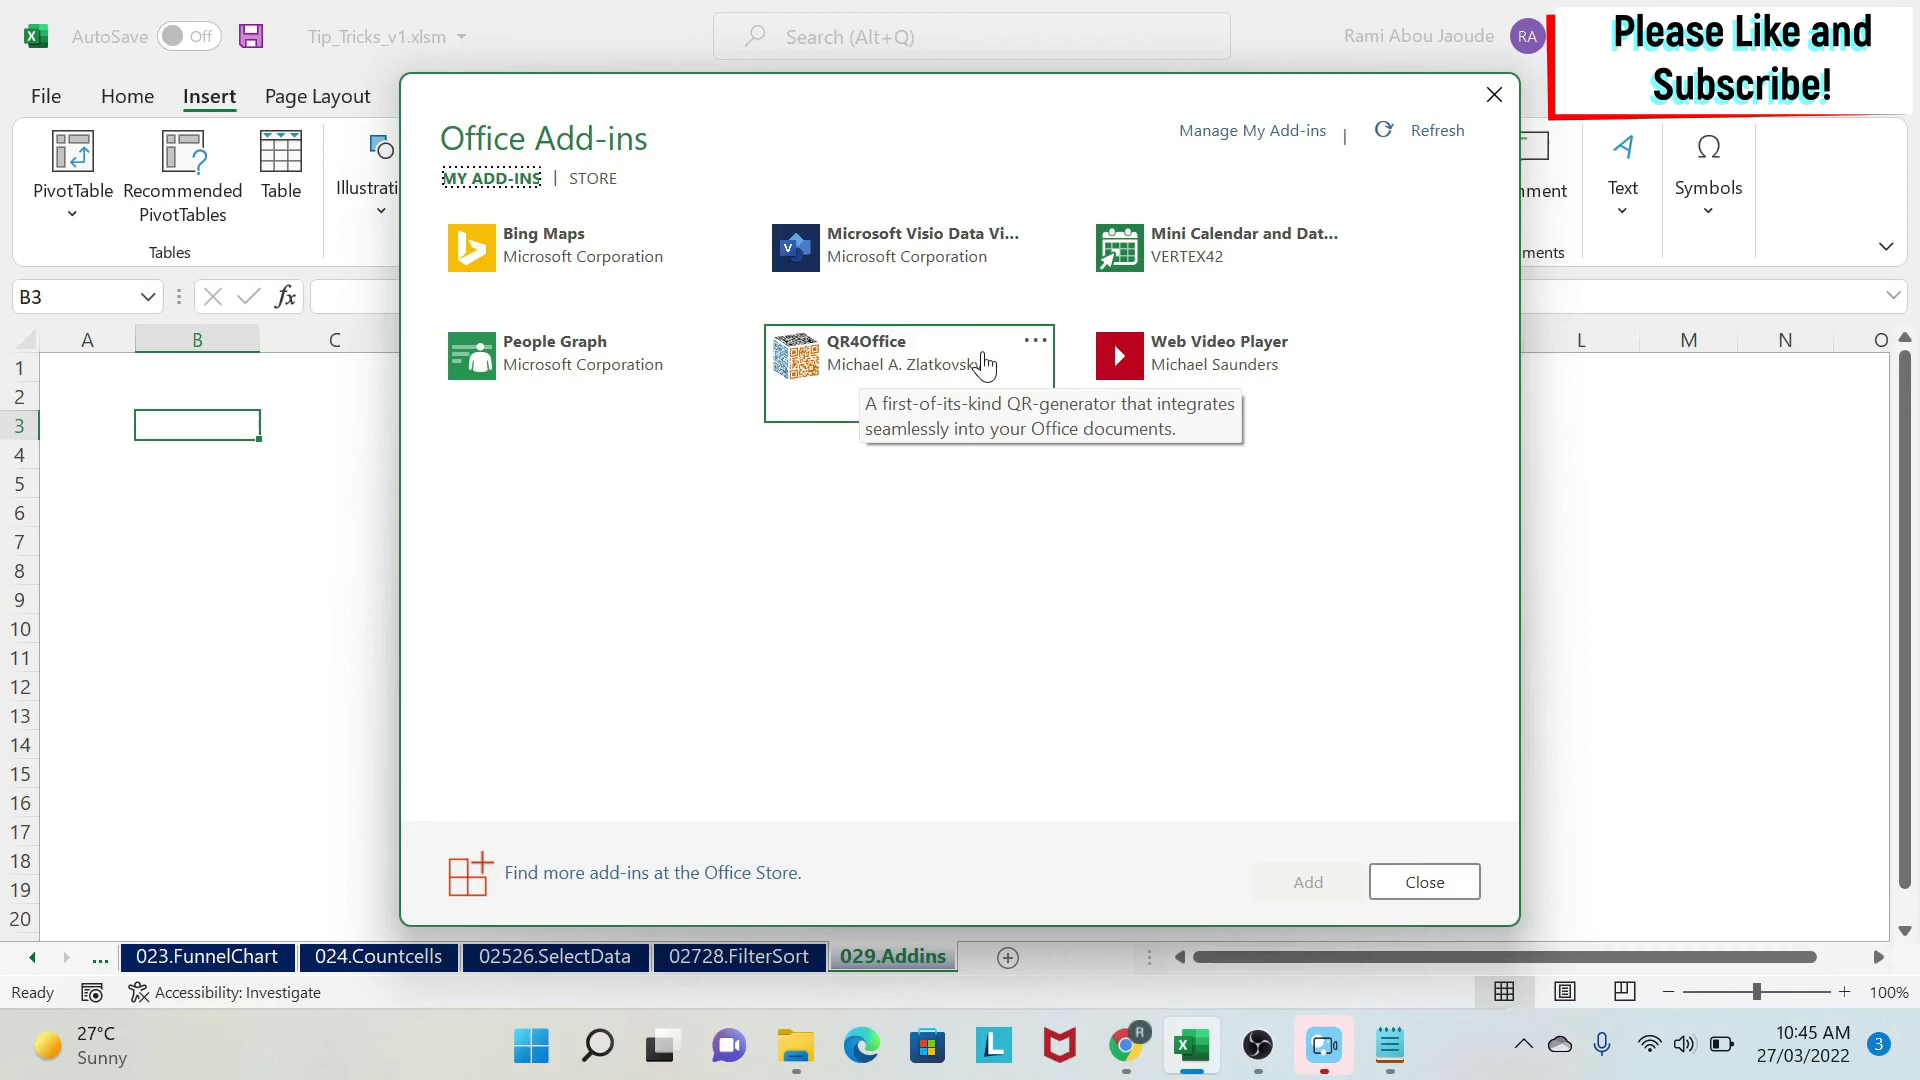 AutoSave Off Tip_Tricks_v1.xlsm Search (Alt+Q) Rami Abou Jaoude RA
Please Like and
Subscribe!
File Home Insert Page Layout
PivotTable
Recommended
PivotTables
Table
Illustrati
Tables
mment
ments
Text
Symbols
Office Add-ins
Manage My Add-ins | Refresh
MY ADD-INS | STORE
Bing Maps
Microsoft Corporation
Microsoft Visio Data Vi...
Microsoft Corporation
Mini Calendar and Dat...
VERTEX42
People Graph
Microsoft Corporation
QR4Office
Michael A. Zlatkovsky
Web Video Player
Michael Saunders
A first-of-its-kind QR-generator that integrates
seamlessly into your Office documents.
Find more add-ins at the Office Store.
Add Close
B3 fx
A B C L M N O
1
2
3
4
5
6
7
8
9
10
11
12
13
14
15
16
17
18
19
20
... 023.FunnelChart 024.Countcells 02526.SelectData 02728.FilterSort 029.Addins
Ready Accessibility: Investigate 100%
27°C
Sunny
L
R
10:45 AM
27/03/2022
3